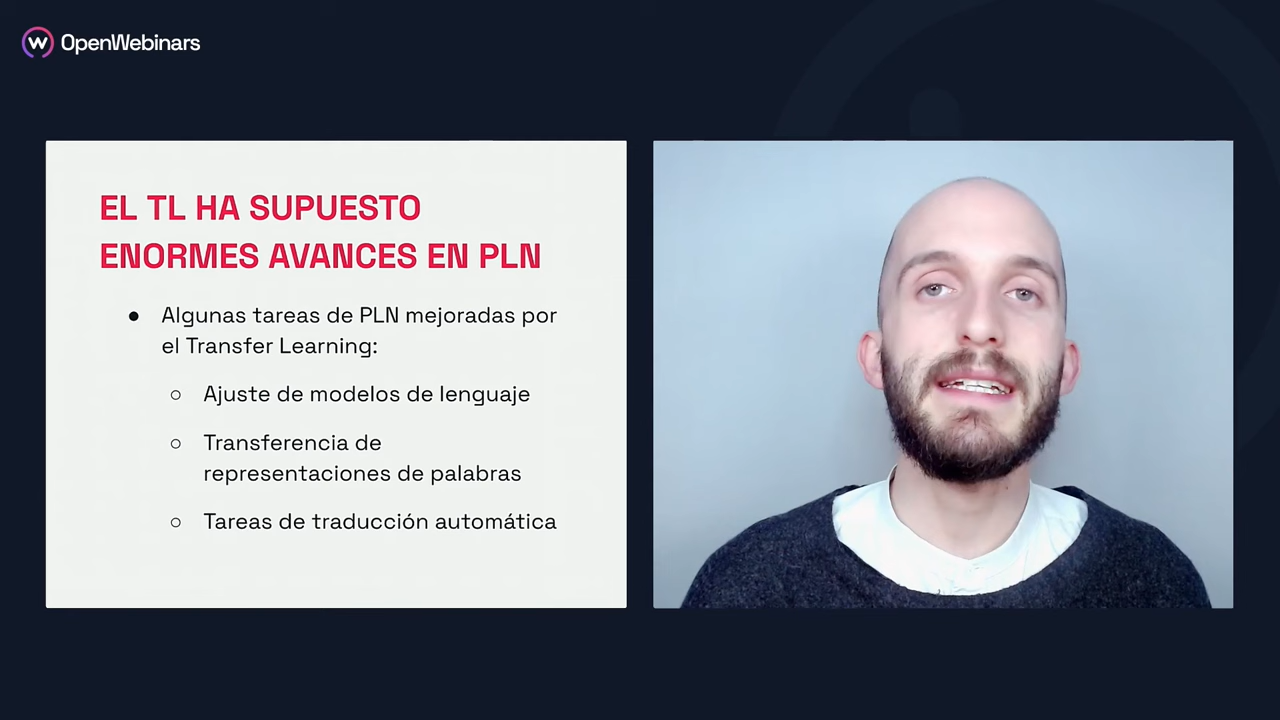 OpenWebinars
EL TL HA SUPUESTO
ENORMES AVANCES EN PLN
● Algunas tareas de PLN mejoradas por
el Transfer Learning:
○ Ajuste de modelos de lenguaje
○ Transferencia de
representaciones de palabras
○ Tareas de traducción automática